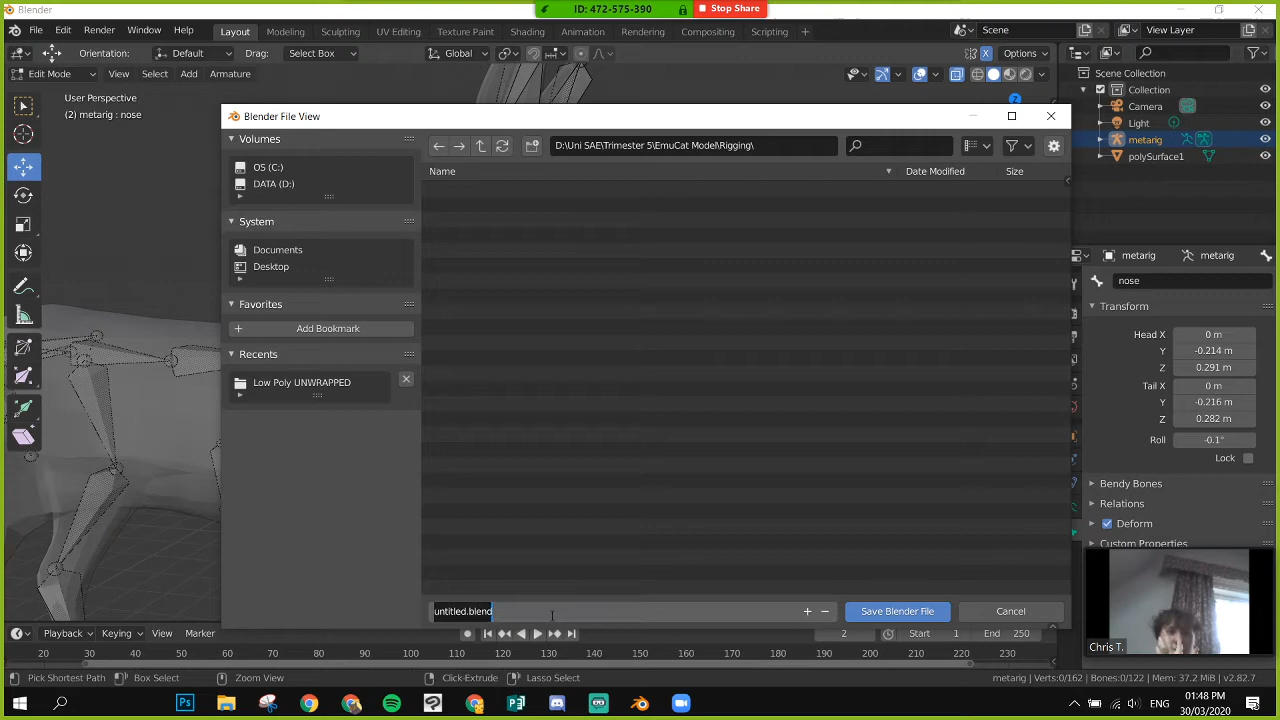 Blender
ID: 472-575-390
Stop Share
File Edit Render Window Help Layout Modeling Sculpting UV Editing Texture Paint Shading Animation Rendering Compositing Scripting + Scene View Layer
Orientation: Default Drag: Select Box Global X Options
Edit Mode View Select Add Armature
User Perspective
(2) metarig : nose
Scene Collection
Collection
Camera
Light
metarig
polySurface1
Blender File View
Volumes
OS (C:)
DATA (D:)
System
Documents
Desktop
Favorites
Add Bookmark
Recents
Low Poly UNWRAPPED
D:\Uni SAE\Trimester 5\EmuCat Model\Rigging\
Name Date Modified Size
untitled.blend
Save Blender File Cancel
metarig metarig
nose
Transform
Head X 0 m
Y -0.214 m
Z 0.291 m
Tail X 0 m
Y -0.216 m
Z 0.282 m
Roll -0.1°
Lock
Bendy Bones
Relations
Deform
Custom Properties
Chris T.
Playback Keying View Marker 2 Start 1 End 250
20 30 40 50 60 70 80 90 100 110 120 130 140 150 160 170 180 190 200 210 220 230 240 250 260 270
Pick Shortest Path Box Select Zoom View Click-Extrude Lasso Select metarig | Verts:0/162 | Bones:0/122 | Mem: 37.2 MiB | v2.82.7
ENG
01:48 PM
30/03/2020